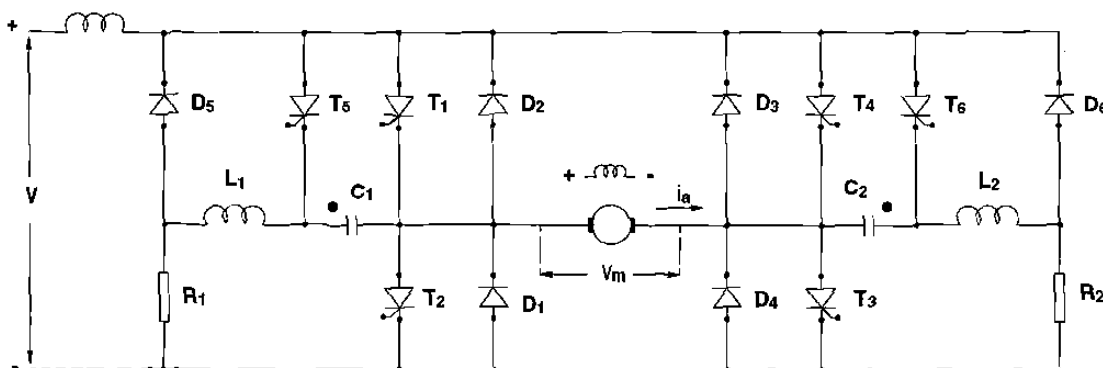 +
D5 T5 T1 D2 D3 T4 T6 D6
V L1 C1 + - ia C2 L2
Vm
R1 T2 D1 D4 T3 R2